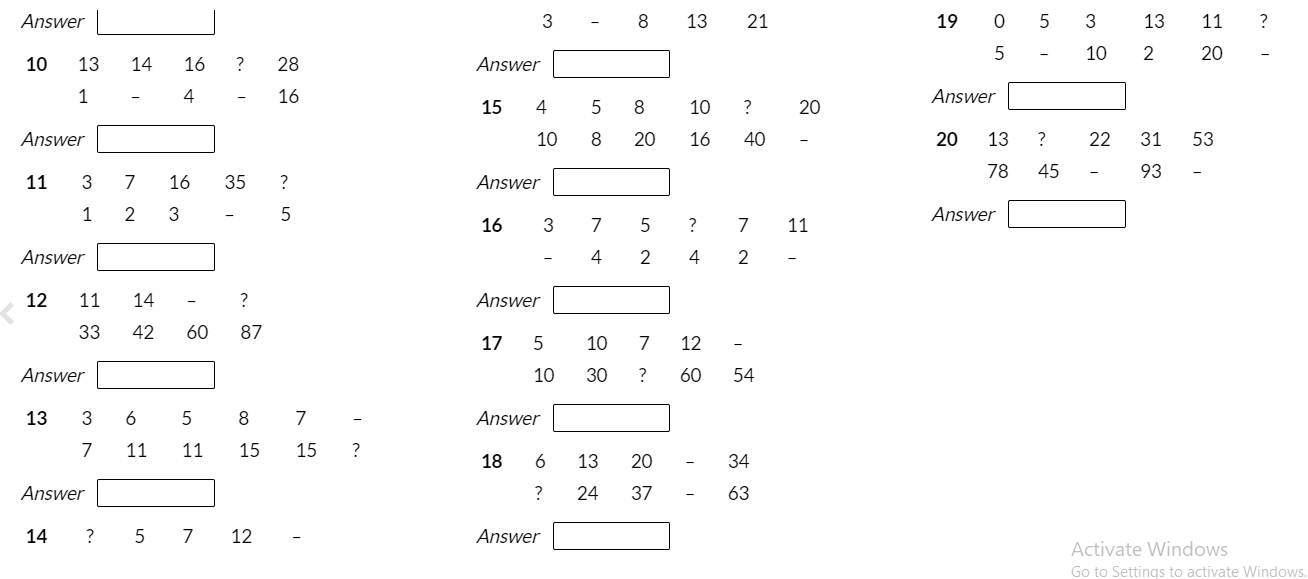 Answer
10 13 14 16 ? 28
1 – 4 – 16
Answer
11 3 7 16 35 ?
1 2 3 – 5
Answer
12 11 14 – ?
33 42 60 87
Answer
13 3 6 5 8 7 –
7 11 11 15 15 ?
Answer
14 ? 5 7 12 –
3 – 8 13 21
Answer
15 4 5 8 10 ? 20
10 8 20 16 40 –
Answer
16 3 7 5 ? 7 11
– 4 2 4 2 –
Answer
17 5 10 7 12 –
10 30 ? 60 54
Answer
18 6 13 20 – 34
? 24 37 – 63
Answer
19 0 5 3 13 11 ?
5 – 10 2 20 –
Answer
20 13 ? 22 31 53
78 45 – 93 –
Answer
Activate Windows
Go to Settings to activate Windows.